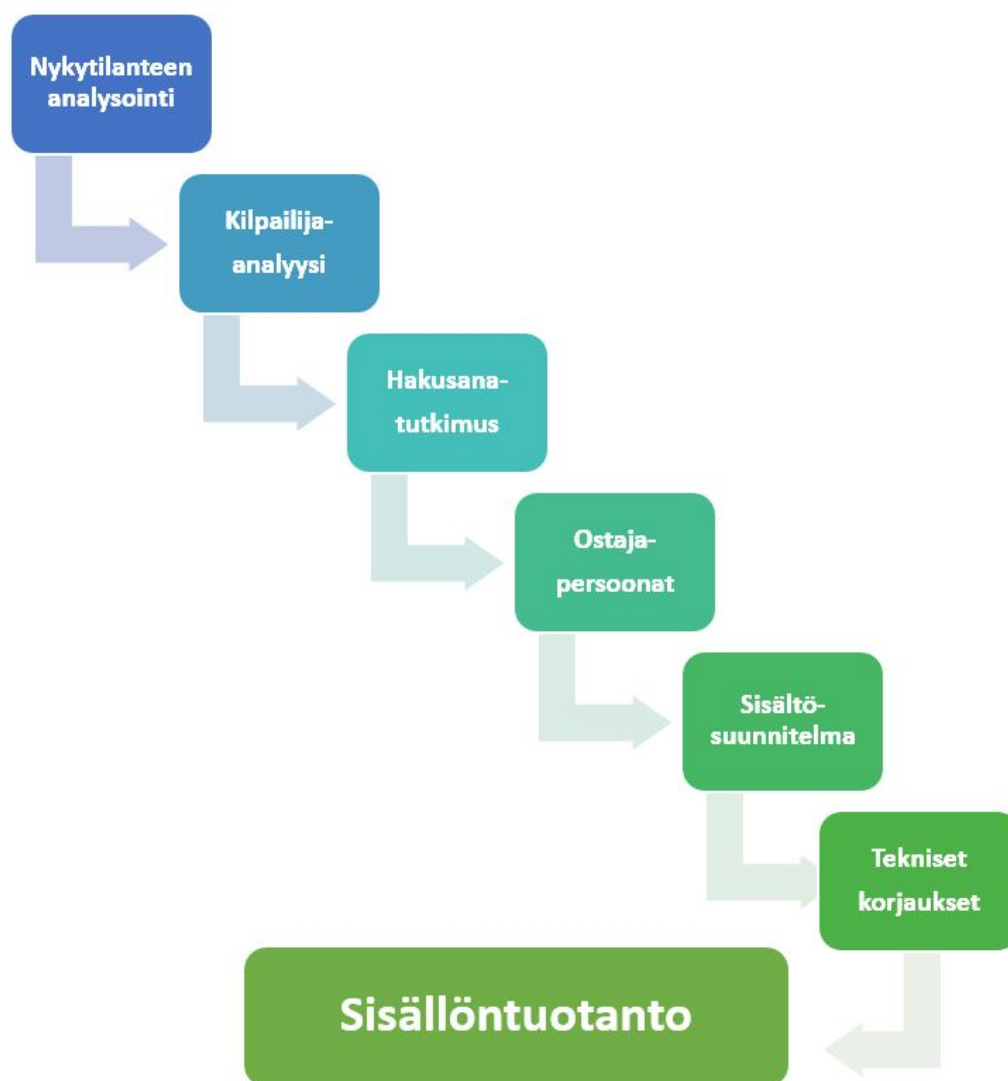 Nykytilanteen
analysointi
Kilpailija-
analyysi
Hakusana-
tutkimus
Ostaja-
persoonat
Sisältö-
suunnitelma
Tekniset
korjaukset
Sisällöntuotanto